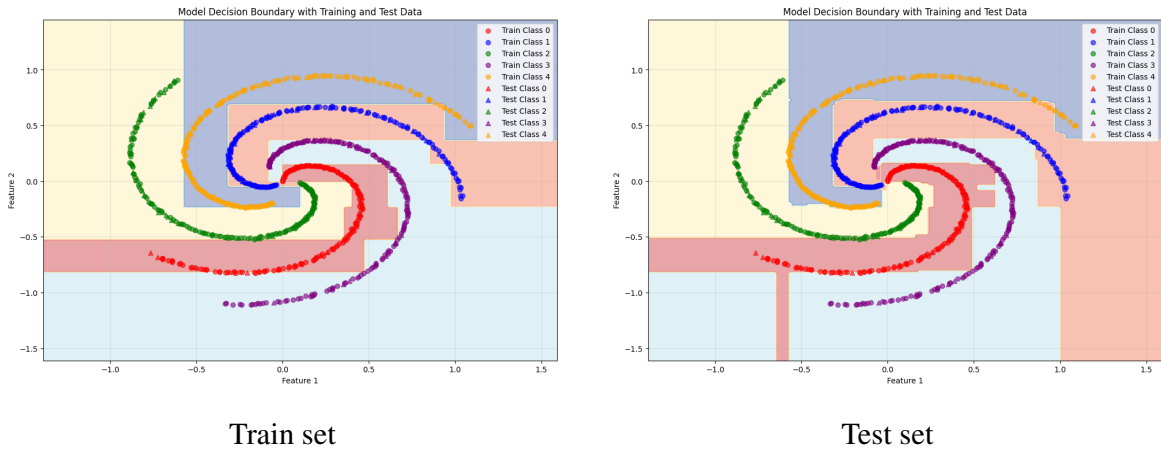 Model Decision Boundary with Training and Test Data
Train Class 0
Train Class 1
Train Class 2
Train Class 3
Train Class 4
Test Class 0
Test Class 1
Test Class 2
Test Class 3
Test Class 4
1.0
0.5
0.0
−0.5
−1.0
−1.5
Feature 2
−1.0 −0.5 0.0 0.5 1.0 1.5
Feature 1
Train set
Model Decision Boundary with Training and Test Data
Train Class 0
Train Class 1
Train Class 2
Train Class 3
Train Class 4
Test Class 0
Test Class 1
Test Class 2
Test Class 3
Test Class 4
1.0
0.5
0.0
−0.5
−1.0
−1.5
Feature 2
−1.0 −0.5 0.0 0.5 1.0 1.5
Feature 1
Test set